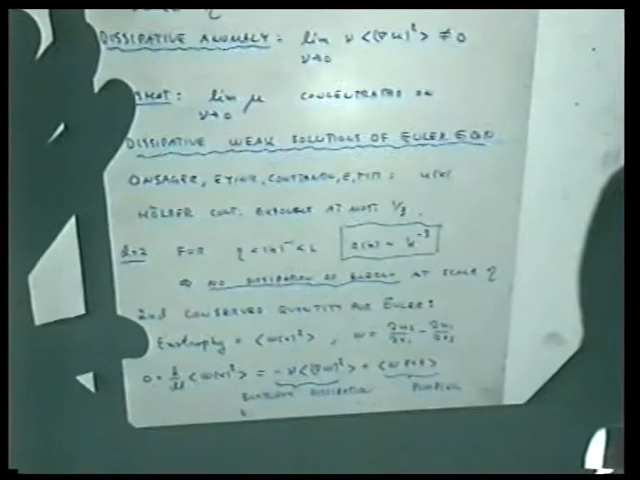 DISSIPATIVE ANOMALY: lim ν <(∇u)²> ≠ 0
ν→0
lim μ CONCENTRATED ON
ν→0
DISSIPATIVE WEAK SOLUTIONS OF EULER EQN
ONSAGER, EYINK, CONSTANTIN, E, TITI: u(x)
HÖLDER CONT. EXPONENT AT MOST 1/3.
d=2 FOR η < |k|⁻¹ < L e(k) ~ k⁻³
⇒ NO DISSIPATION OF ENERGY AT SCALE η
2nd CONSERVED QUANTITY FOR EULER:
Enstrophy = <ω(x)²>, ω = ∂u₂/∂x₁ - ∂u₁/∂x₂
0 = d/dt <ω(x)²> = -ν<(∇ω)²> +
ENSTROPHY DISSIPATION PUMPING